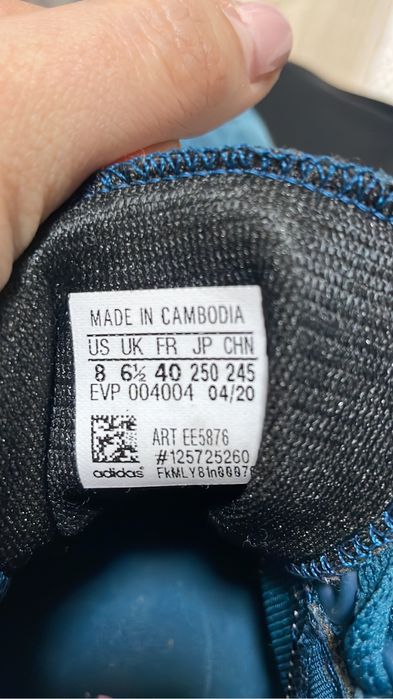 MADE IN CAMBODIA
US UK FR JP CHN
8 6½ 40 250 245
EVP 004004 04/20
ART EE5876
#125725260
adidas